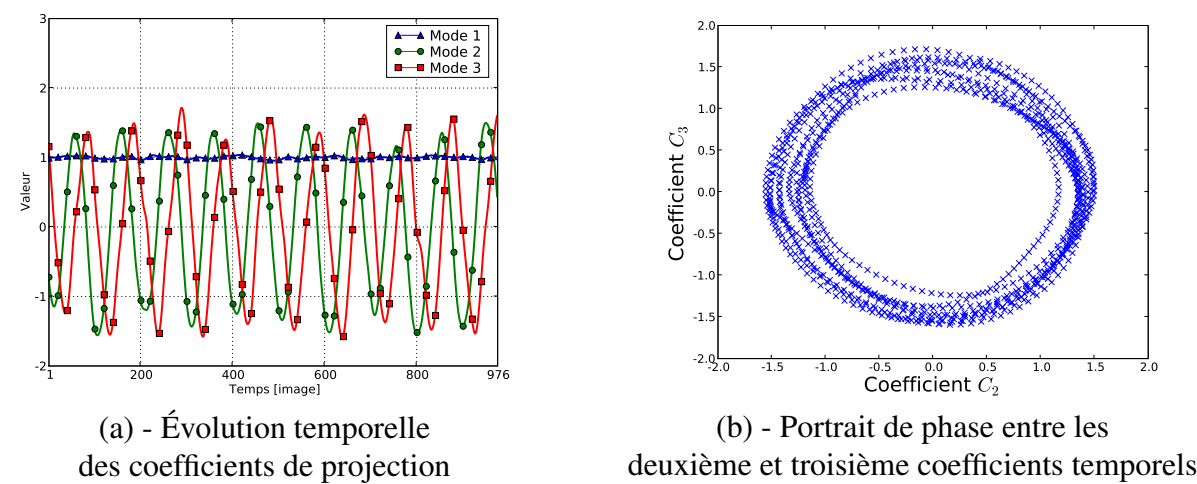 3
2
1
0
-1
-2
Valeur
Mode 1
Mode 2
Mode 3
1
200
400
600
800
976
Temps [image]
(a) - Évolution temporelle
des coefficients de projection
2.0
1.5
1.0
0.5
0.0
-0.5
-1.0
-1.5
-2.0
Coefficient C₃
-2.0
-1.5
-1.0
-0.5
0.0
0.5
1.0
1.5
2.0
Coefficient C₂
(b) - Portrait de phase entre les
deuxième et troisième coefficients temporels